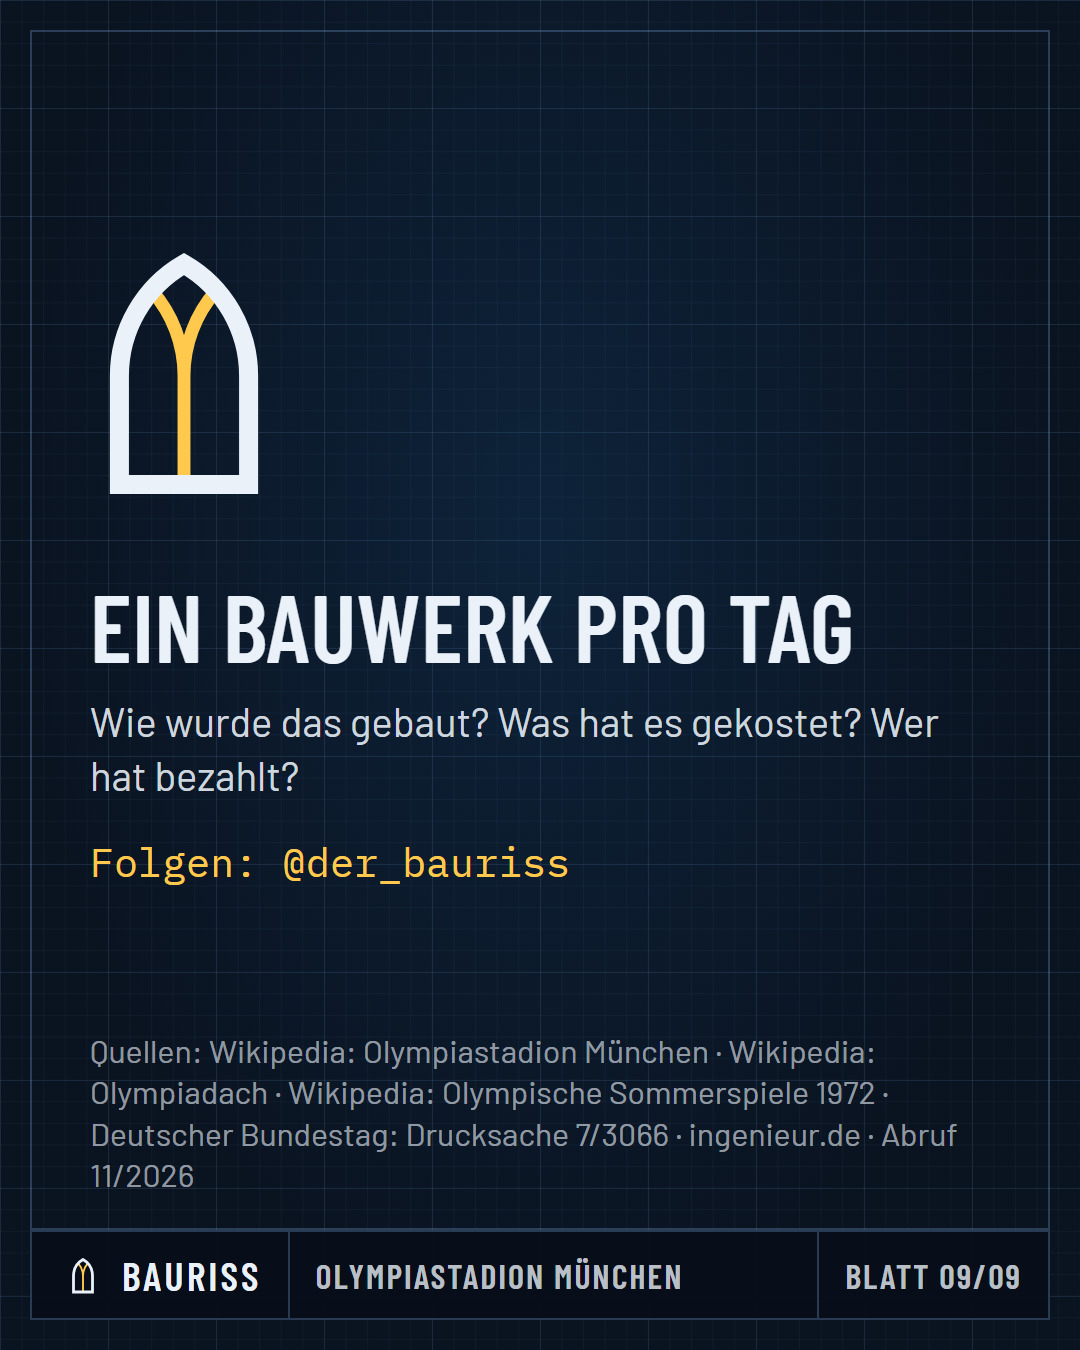 EIN BAUWERK PRO TAG
Wie wurde das gebaut? Was hat es gekostet? Wer
hat bezahlt?
Folgen: @der_bauriss
Quellen: Wikipedia: Olympiastadion München · Wikipedia:
Olympiadach · Wikipedia: Olympische Sommerspiele 1972 ·
Deutscher Bundestag: Drucksache 7/3066 · ingenieur.de · Abruf
11/2026
BAURISS
OLYMPIASTADION MÜNCHEN
BLATT 09/09